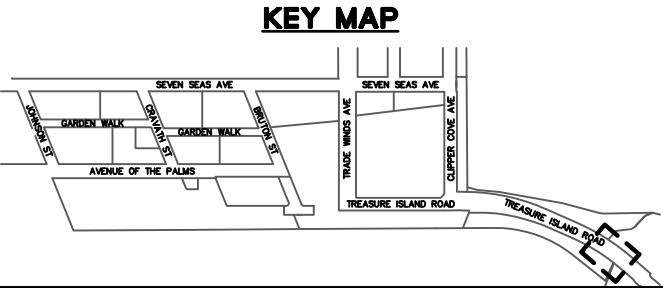 KEY MAP
SEVEN SEAS AVE
SEVEN SEAS AVE
JOHNSON ST
GARDEN WALK
CRAVATH ST
GARDEN WALK
BRUTON ST
TRADE WINDS AVE
CLIPPER COVE AVE
AVENUE OF THE PALMS
TREASURE ISLAND ROAD
TREASURE ISLAND ROAD